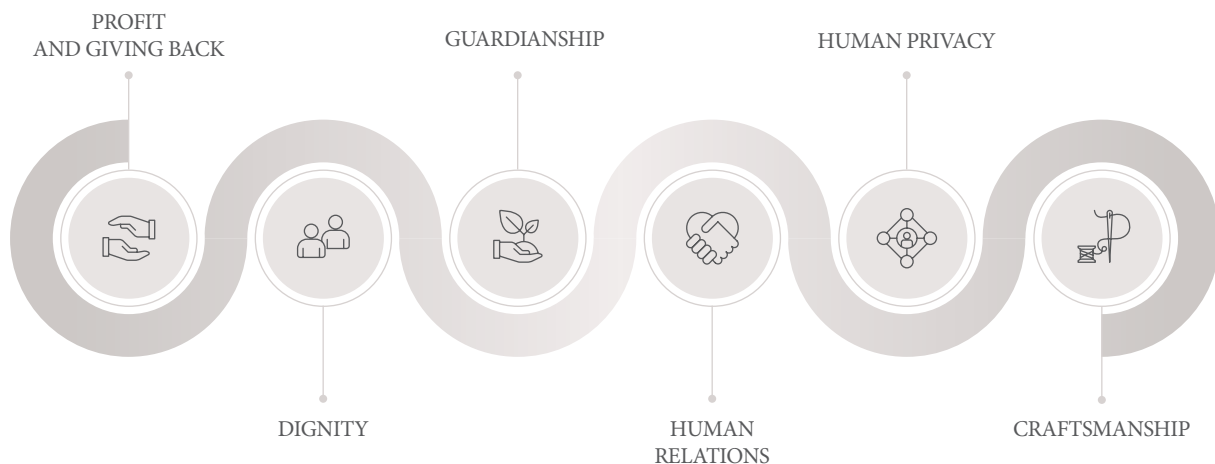 PROFIT
AND GIVING BACK
GUARDIANSHIP
HUMAN PRIVACY
DIGNITY
HUMAN
RELATIONS
CRAFTSMANSHIP